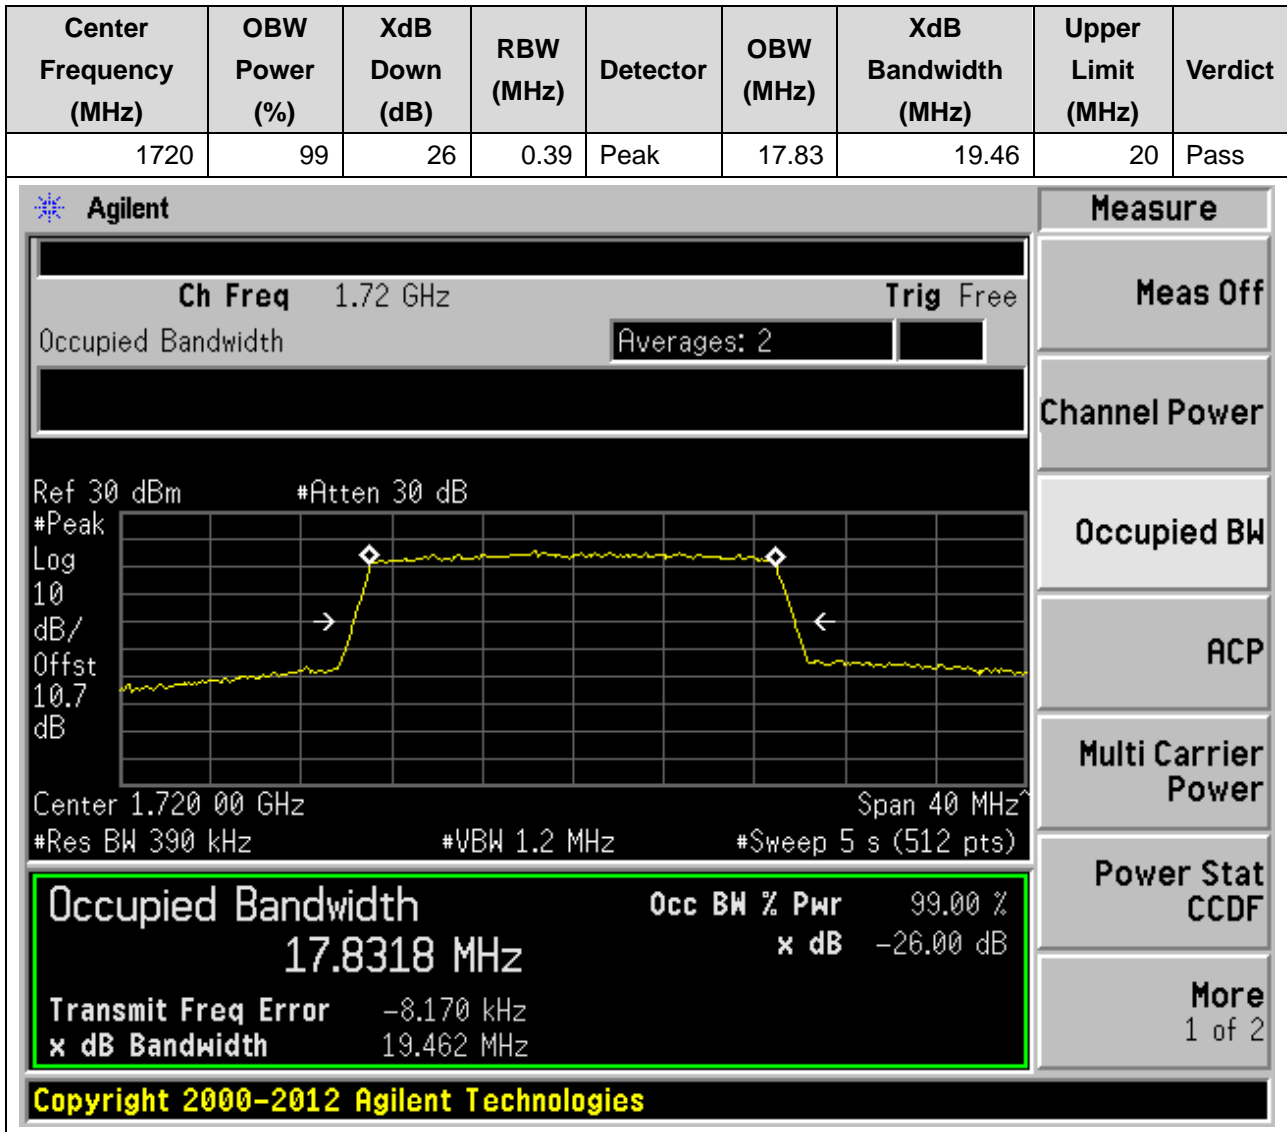 Center Frequency (MHz) OBW Power (%) XdB Down (dB) RBW (MHz) Detector OBW (MHz) XdB Bandwidth (MHz) Upper Limit (MHz) Verdict
1720 99 26 0.39 Peak 17.83 19.46 20 Pass
Agilent
Measure
Ch Freq 1.72 GHz Trig Free
Meas Off
Occupied Bandwidth Averages: 2
Channel Power
Ref 30 dBm #Atten 30 dB
#Peak
Log
10
dB/
Offst
10.7
dB
Occupied BW
ACP
Multi Carrier
Power
Center 1.720 00 GHz Span 40 MHz^
#Res BW 390 kHz #VBW 1.2 MHz #Sweep 5 s (512 pts)
Power Stat
CCDF
Occupied Bandwidth Occ BW % Pwr 99.00 %
17.8318 MHz x dB -26.00 dB
Transmit Freq Error -8.170 kHz
x dB Bandwidth 19.462 MHz
More
1 of 2
Copyright 2000-2012 Agilent Technologies